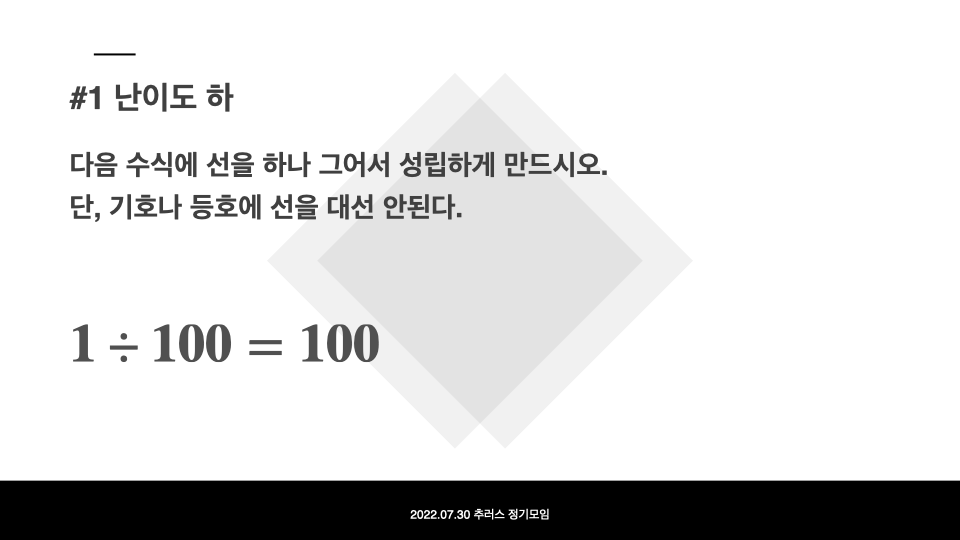 #1 난이도 하
다음 수식에 선을 하나 그어서 성립하게 만드시오.
단, 기호나 등호에 선을 대선 안된다.
1 ÷ 100 = 100
2022.07.30 추러스 정기모임